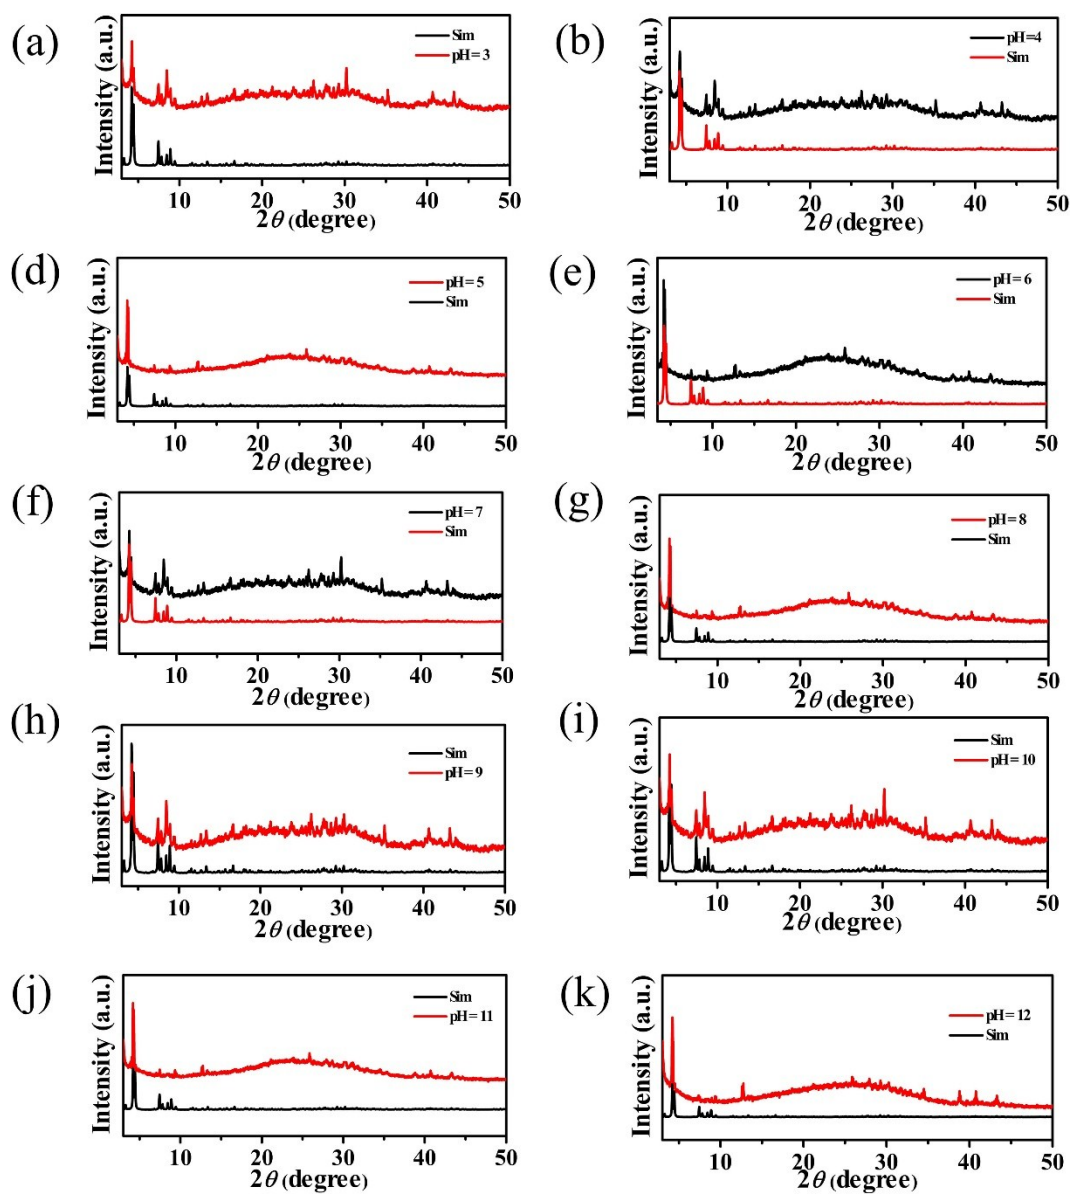 (a)
Intensity (a.u.)
Sim
pH= 3
10 20 30 40 50
2θ (degree)
(b)
Intensity (a.u.)
pH=4
Sim
10 20 30 40 50
2θ (degree)
(d)
Intensity (a.u.)
pH= 5
Sim
10 20 30 40 50
2θ (degree)
(e)
Intensity (a.u.)
pH= 6
Sim
10 20 30 40 50
2θ (degree)
(f)
Intensity (a.u.)
pH= 7
Sim
10 20 30 40 50
2θ (degree)
(g)
Intensity (a.u.)
pH= 8
Sim
10 20 30 40 50
2θ (degree)
(h)
Intensity (a.u.)
Sim
pH= 9
10 20 30 40 50
2θ (degree)
(i)
Intensity (a.u.)
Sim
pH= 10
10 20 30 40 50
2θ (degree)
(j)
Intensity (a.u.)
Sim
pH= 11
10 20 30 40 50
2θ (degree)
(k)
Intensity (a.u.)
pH= 12
Sim
10 20 30 40 50
2θ (degree)